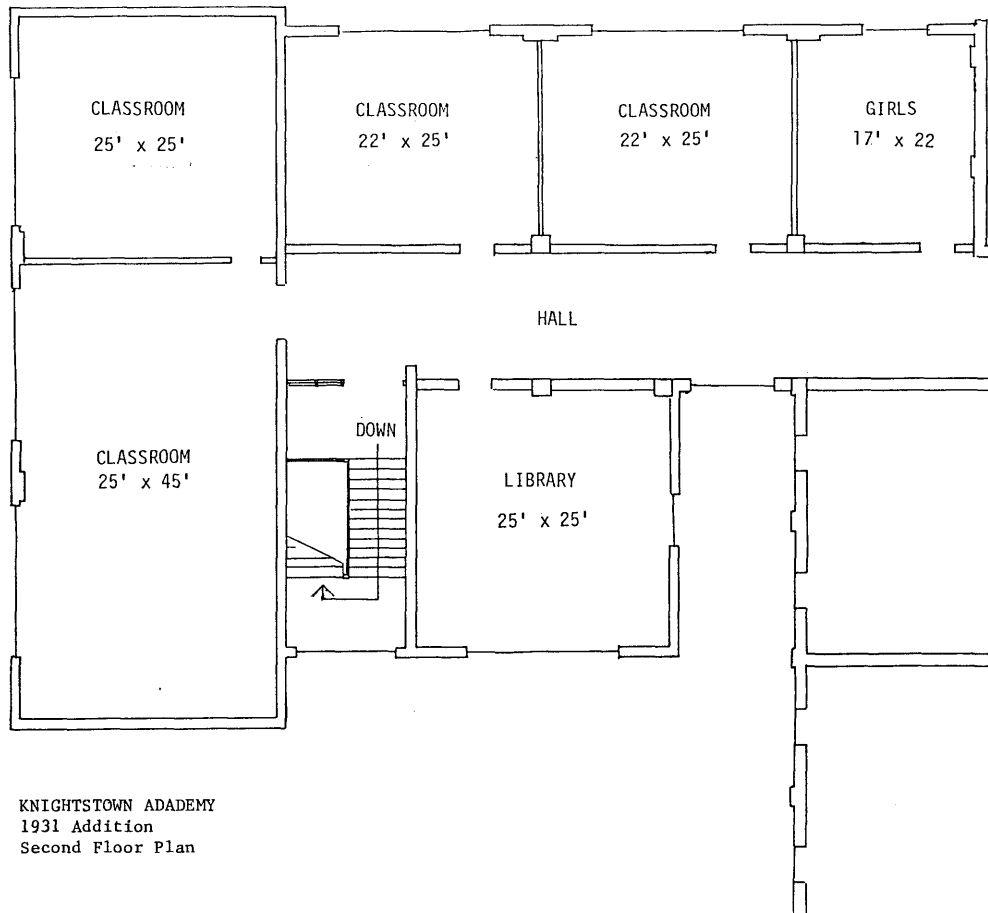 CLASSROOM
25' x 25'
CLASSROOM
22' x 25'
CLASSROOM
22' x 25'
GIRLS
17' x 22
HALL
DOWN
CLASSROOM
25' x 45'
LIBRARY
25' x 25'
KNIGHTSTOWN ADADEMY
1931 Addition
Second Floor Plan